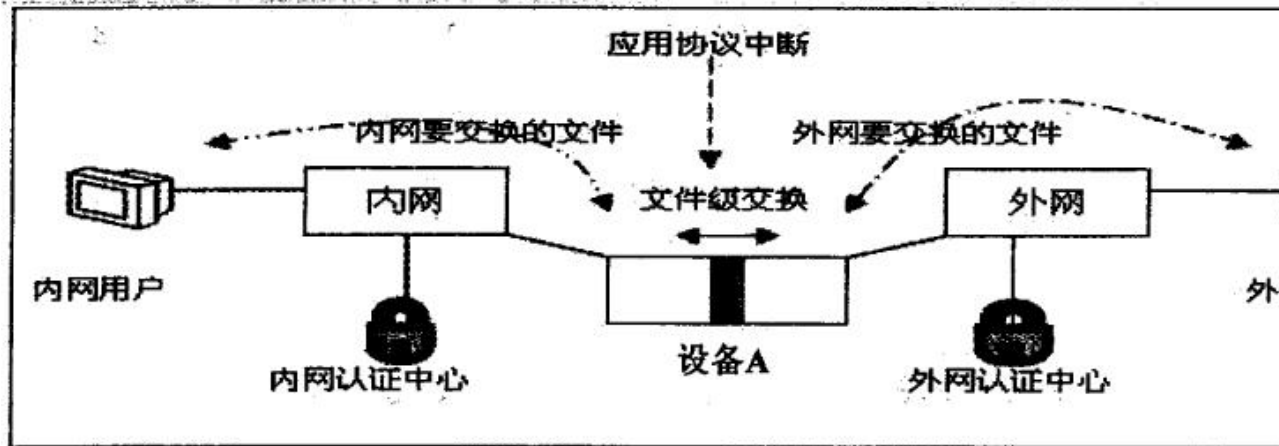 应用协议中断
内网要交换的文件
外网要交换的文件
内网
文件级交换
外网
内网用户
外
设备A
内网认证中心
外网认证中心